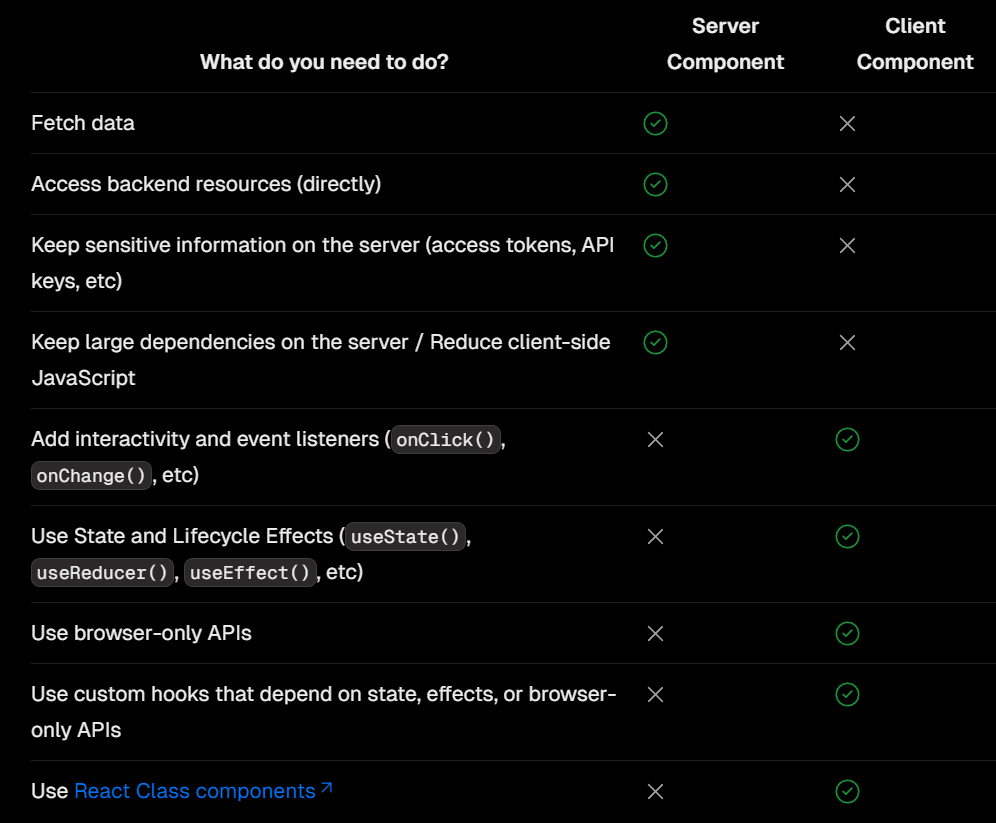 What do you need to do? Server Component Client Component
Fetch data
Access backend resources (directly)
Keep sensitive information on the server (access tokens, API
keys, etc)
Keep large dependencies on the server / Reduce client-side
JavaScript
Add interactivity and event listeners (onClick(),
onChange(), etc)
Use State and Lifecycle Effects (useState(),
useReducer(), useEffect(), etc)
Use browser-only APIs
Use custom hooks that depend on state, effects, or browser-
only APIs
Use React Class components